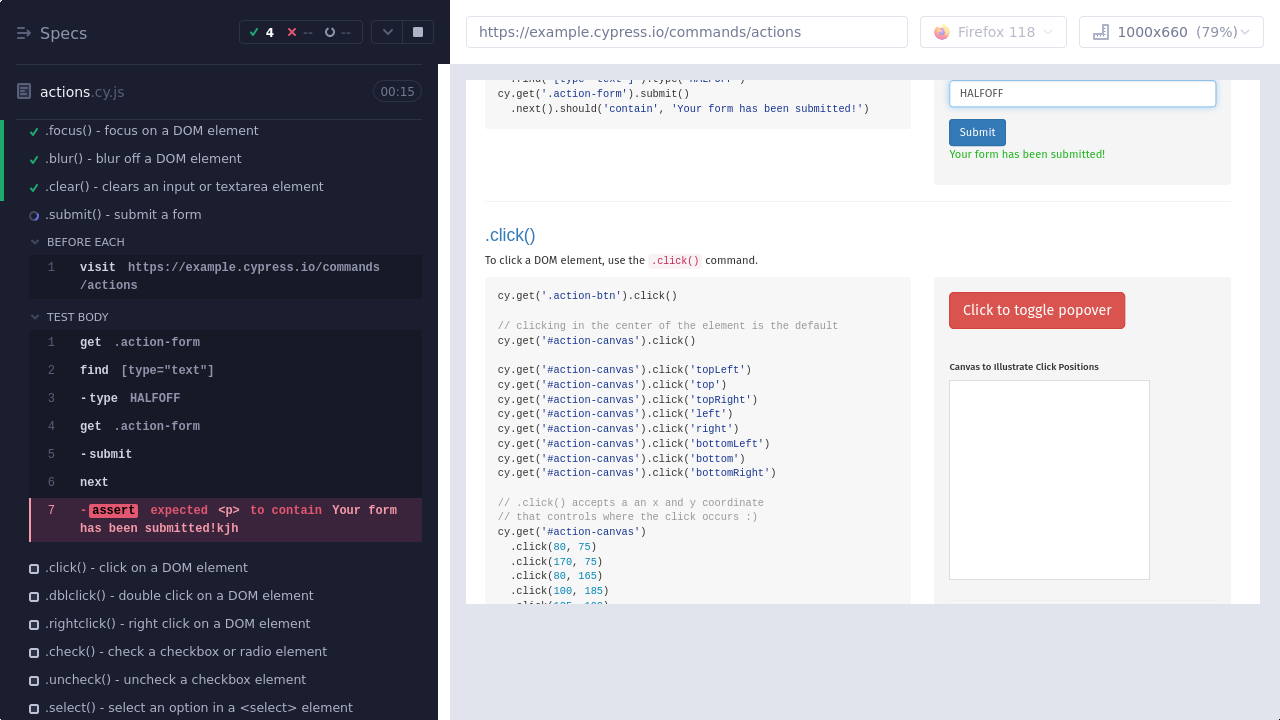 Specs
4
--
--
actions.cy.js
00:15
.focus() - focus on a DOM element
.blur() - blur off a DOM element
.clear() - clears an input or textarea element
.submit() - submit a form
BEFORE EACH
1 visit https://example.cypress.io/commands
/actions
TEST BODY
1 get .action-form
2 find [type="text"]
3 -type HALFOFF
4 get .action-form
5 -submit
6 next
7 -assert expected <p> to contain Your form
has been submitted!kjh
.click() - click on a DOM element
.dblclick() - double click on a DOM element
.rightclick() - right click on a DOM element
.check() - check a checkbox or radio element
.uncheck() - uncheck a checkbox element
.select() - select an option in a <select> element
https://example.cypress.io/commands/actions
Firefox 118
1000x660 (79%)
.find('[type="text"]').type('HALFOFF')
cy.get('.action-form').submit()
.next().should('contain', 'Your form has been submitted!')
HALFOFF
Submit
Your form has been submitted!
.click()
To click a DOM element, use the .click() command.
cy.get('.action-btn').click()
// clicking in the center of the element is the default
cy.get('#action-canvas').click()
cy.get('#action-canvas').click('topLeft')
cy.get('#action-canvas').click('top')
cy.get('#action-canvas').click('topRight')
cy.get('#action-canvas').click('left')
cy.get('#action-canvas').click('right')
cy.get('#action-canvas').click('bottomLeft')
cy.get('#action-canvas').click('bottom')
cy.get('#action-canvas').click('bottomRight')
// .click() accepts a an x and y coordinate
// that controls where the click occurs :)
cy.get('#action-canvas')
.click(80, 75)
.click(170, 75)
.click(80, 165)
.click(100, 185)
Click to toggle popover
Canvas to Illustrate Click Positions